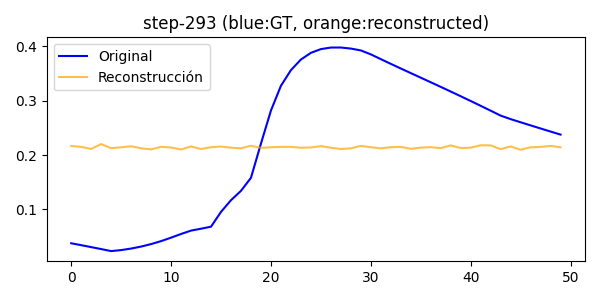 step-293 (blue:GT, orange:reconstructed)
Original
Reconstrucción
0.4
0.3
0.2
0.1
0 10 20 30 40 50